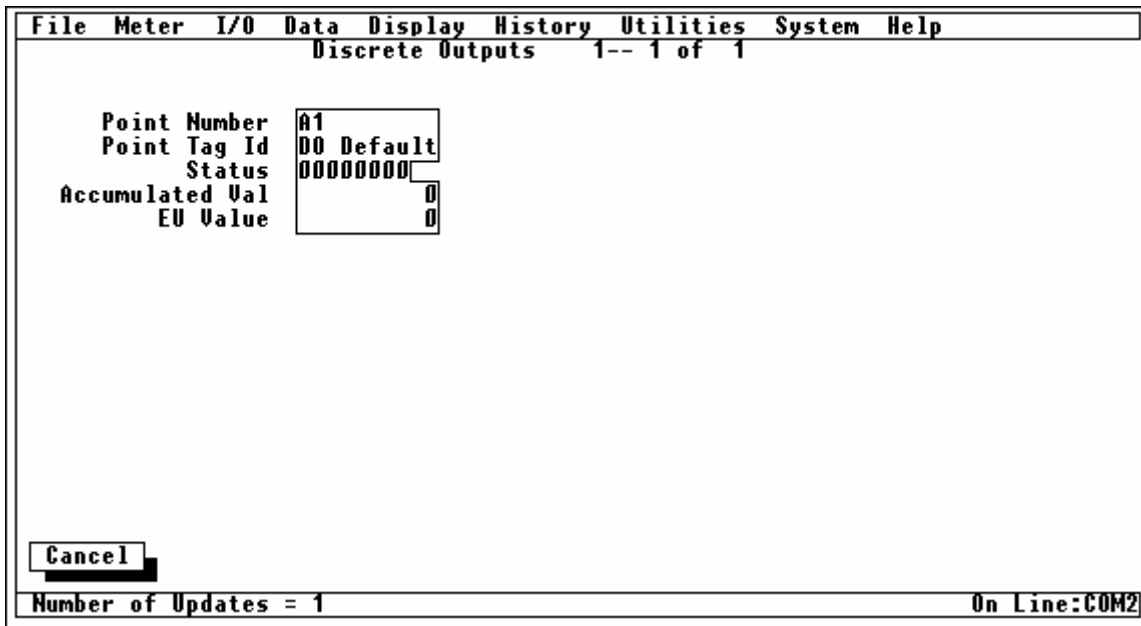 File Meter I/O Data Display History Utilities System Help
Discrete Outputs 1-- 1 of 1
Point Number A1
Point Tag Id DO Default
Status 00000000
Accumulated Val 0
EU Value 0
Cancel
Number of Updates = 1 On Line:COM2